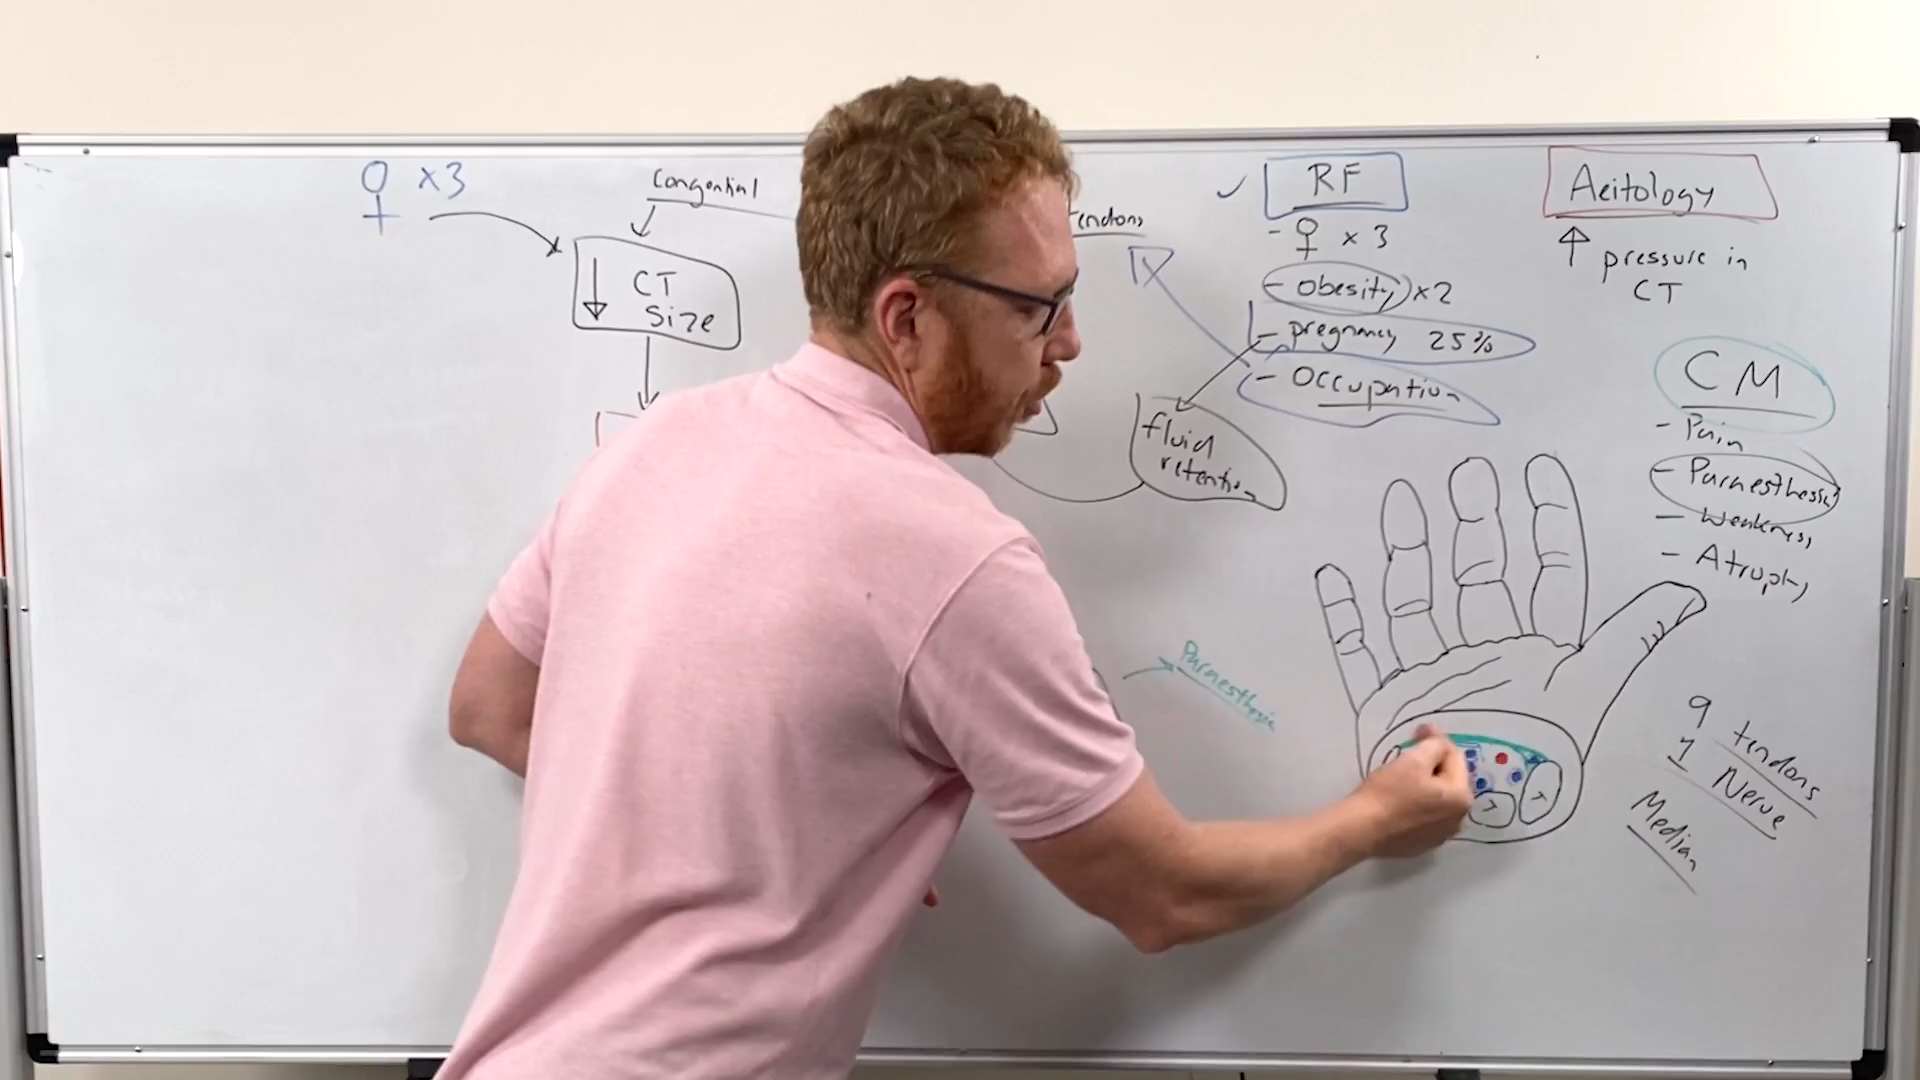 ♀ x3
Congenital
↓ CT
Size
tendons
RF
- ♀ x 3
- Obesity x2
- pregnancy 25%
- Occupation
fluid
retention
Aeitology
↑ pressure in
CT
CM
- Pain
- Paraesthesia
- Weakness
- Atrophy
Paraesthesia
9 tendons
1 Nerve
Median
T
T